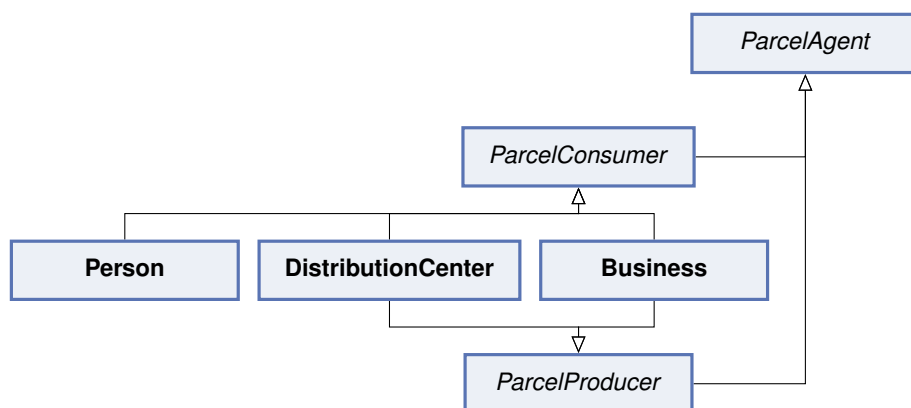 ParcelAgent
ParcelConsumer
Person
DistributionCenter
Business
ParcelProducer